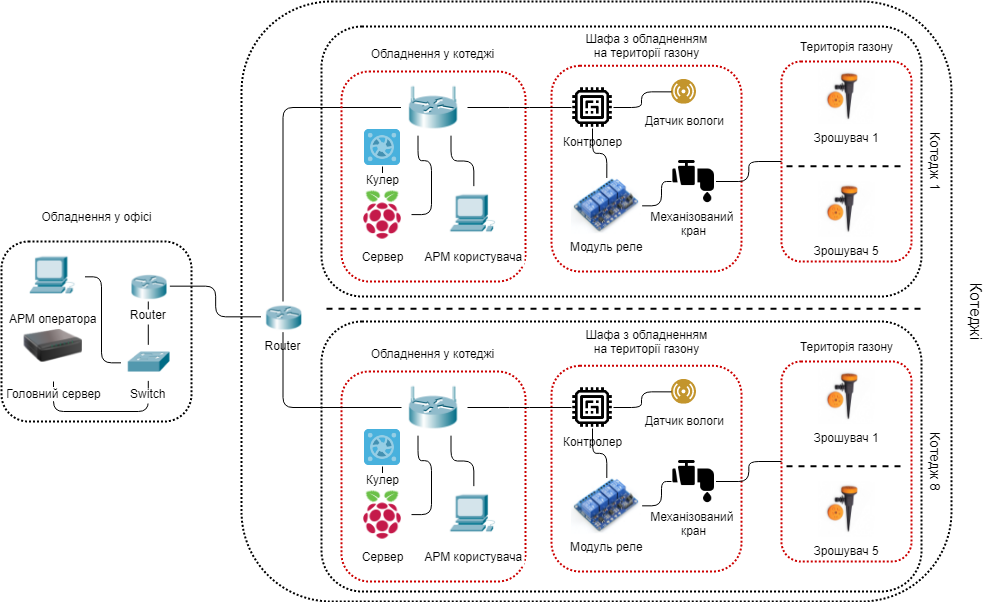 Обладнення у офісі
АРМ оператора
Router
Головний сервер
Switch
Router
Котеджі
Котедж 1
Обладнення у котеджі
Кулер
Сервер
АРМ користувача
Шафа з обладненням
на території газону
Контролер
Датчик вологи
Модуль реле
Механізований
кран
Територія газону
Зрошувач 1
Зрошувач 5
Котедж 8
Обладнення у котеджі
Кулер
Сервер
АРМ користувача
Шафа з обладненням
на території газону
Контролер
Датчик вологи
Модуль реле
Механізований
кран
Територія газону
Зрошувач 1
Зрошувач 5